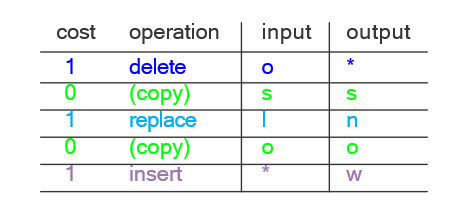 cost operation input output
1 delete o *
0 (copy) s s
1 replace l n
0 (copy) o o
1 insert * w